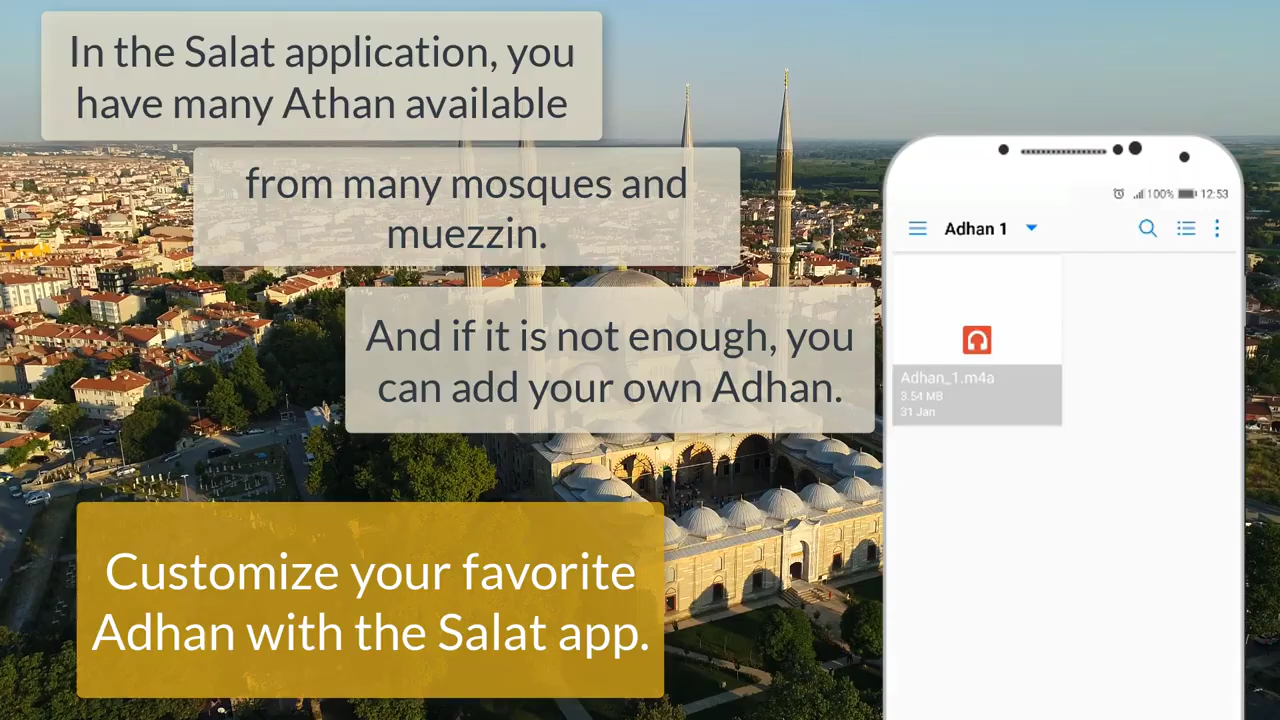 In the Salat application, you
have many Athan available
from many mosques and
muezzin.
And if it is not enough, you
can add your own Adhan.
Customize your favorite
Adhan with the Salat app.
100% 12:53
Adhan 1
Adhan_1.m4a
3.54 MB
31 Jan